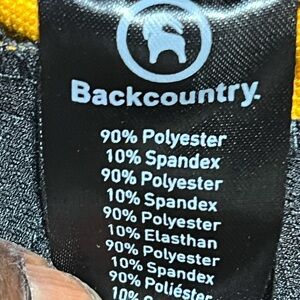 Backcountry.
90% Polyester
10% Spandex
90% Polyester
10% Spandex
90% Polyester
10% Elasthan
90% Polyester
10% Spandex
90% Poliéster
10%